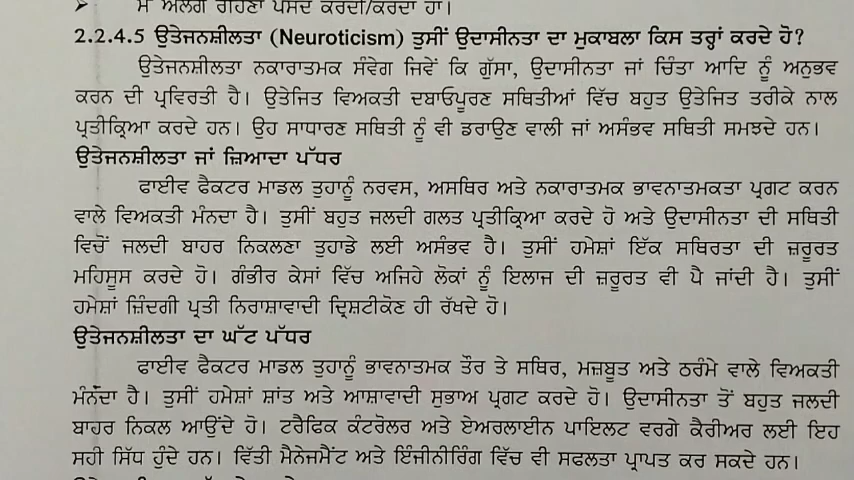 ➤ ਮੈਂ ਅਲੱਗ ਰਹਿਣਾ ਪਸੰਦ ਕਰਦੀ/ਕਰਦਾ ਹਾਂ।
2.2.4.5 ਉਤੇਜਨਸ਼ੀਲਤਾ (Neuroticism) ਤੁਸੀਂ ਉਦਾਸੀਨਤਾ ਦਾ ਮੁਕਾਬਲਾ ਕਿਸ ਤਰ੍ਹਾਂ ਕਰਦੇ ਹੋ?
ਉਤੇਜਨਸ਼ੀਲਤਾ ਨਕਾਰਾਤਮਕ ਸੰਵੇਗ ਜਿਵੇਂ ਕਿ ਗੁੱਸਾ, ਉਦਾਸੀਨਤਾ ਜਾਂ ਚਿੰਤਾ ਆਦਿ ਨੂੰ ਅਨੁਭਵ
ਕਰਨ ਦੀ ਪ੍ਰਵਿਰਤੀ ਹੈ। ਉਤੇਜਿਤ ਵਿਅਕਤੀ ਦਬਾਓਪੂਰਣ ਸਥਿਤੀਆਂ ਵਿੱਚ ਬਹੁਤ ਉਤੇਜਿਤ ਤਰੀਕੇ ਨਾਲ
ਪ੍ਰਤੀਕ੍ਰਿਆ ਕਰਦੇ ਹਨ। ਉਹ ਸਾਧਾਰਣ ਸਥਿਤੀ ਨੂੰ ਵੀ ਡਰਾਉਣ ਵਾਲੀ ਜਾਂ ਅਸੰਭਵ ਸਥਿਤੀ ਸਮਝਦੇ ਹਨ।
ਉਤੇਜਨਸ਼ੀਲਤਾ ਜਾਂ ਜ਼ਿਆਦਾ ਪੱਧਰ
ਫਾਈਵ ਫੈਕਟਰ ਮਾਡਲ ਤੁਹਾਨੂੰ ਨਰਵਸ, ਅਸਥਿਰ ਅਤੇ ਨਕਾਰਾਤਮਕ ਭਾਵਨਾਤਮਕਤਾ ਪ੍ਰਗਟ ਕਰਨ
ਵਾਲੇ ਵਿਅਕਤੀ ਮੰਨਦਾ ਹੈ। ਤੁਸੀਂ ਬਹੁਤ ਜਲਦੀ ਗਲਤ ਪ੍ਰਤੀਕ੍ਰਿਆ ਕਰਦੇ ਹੋ ਅਤੇ ਉਦਾਸੀਨਤਾ ਦੀ ਸਥਿਤੀ
ਵਿਚੋਂ ਜਲਦੀ ਬਾਹਰ ਨਿਕਲਣਾ ਤੁਹਾਡੇ ਲਈ ਅਸੰਭਵ ਹੈ। ਤੁਸੀਂ ਹਮੇਸ਼ਾਂ ਇੱਕ ਸਥਿਰਤਾ ਦੀ ਜ਼ਰੂਰਤ
ਮਹਿਸੂਸ ਕਰਦੇ ਹੋ। ਗੰਭੀਰ ਕੇਸਾਂ ਵਿੱਚ ਅਜਿਹੇ ਲੋਕਾਂ ਨੂੰ ਇਲਾਜ ਦੀ ਜ਼ਰੂਰਤ ਵੀ ਪੈ ਜਾਂਦੀ ਹੈ। ਤੁਸੀਂ
ਹਮੇਸ਼ਾਂ ਜ਼ਿੰਦਗੀ ਪ੍ਰਤੀ ਨਿਰਾਸ਼ਾਵਾਦੀ ਦ੍ਰਿਸ਼ਟੀਕੋਣ ਹੀ ਰੱਖਦੇ ਹੋ।
ਉਤੇਜਨਸ਼ੀਲਤਾ ਦਾ ਘੱਟ ਪੱਧਰ
ਫਾਈਵ ਫੈਕਟਰ ਮਾਡਲ ਤੁਹਾਨੂੰ ਭਾਵਨਾਤਮਕ ਤੌਰ ਤੇ ਸਥਿਰ, ਮਜ਼ਬੂਤ ਅਤੇ ਠਰੰਮੇ ਵਾਲੇ ਵਿਅਕਤੀ
ਮੰਨਦਾ ਹੈ। ਤੁਸੀਂ ਹਮੇਸ਼ਾਂ ਸ਼ਾਂਤ ਅਤੇ ਆਸ਼ਾਵਾਦੀ ਸੁਭਾਅ ਪ੍ਰਗਟ ਕਰਦੇ ਹੋ। ਉਦਾਸੀਨਤਾ ਤੋਂ ਬਹੁਤ ਜਲਦੀ
ਬਾਹਰ ਨਿਕਲ ਆਉਂਦੇ ਹੋ। ਟਰੈਫਿਕ ਕੰਟਰੋਲਰ ਅਤੇ ਏਅਰਲਾਈਨ ਪਾਇਲਟ ਵਰਗੇ ਕੈਰੀਅਰ ਲਈ ਇਹ
ਸਹੀ ਸਿੱਧ ਹੁੰਦੇ ਹਨ। ਵਿੱਤੀ ਮੈਨੇਜਮੈਂਟ ਅਤੇ ਇੰਜੀਨੀਰਿੰਗ ਵਿੱਚ ਵੀ ਸਫਲਤਾ ਪ੍ਰਾਪਤ ਕਰ ਸਕਦੇ ਹਨ।